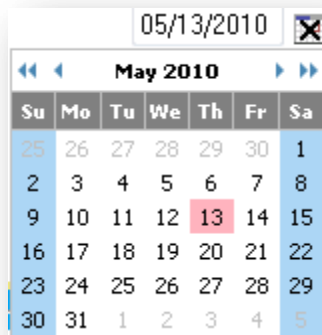 05/13/2010
May 2010
Su Mo Tu We Th Fr Sa
25 26 27 28 29 30 1
2 3 4 5 6 7 8
9 10 11 12 13 14 15
16 17 18 19 20 21 22
23 24 25 26 27 28 29
30 31 1 2 3 4 5